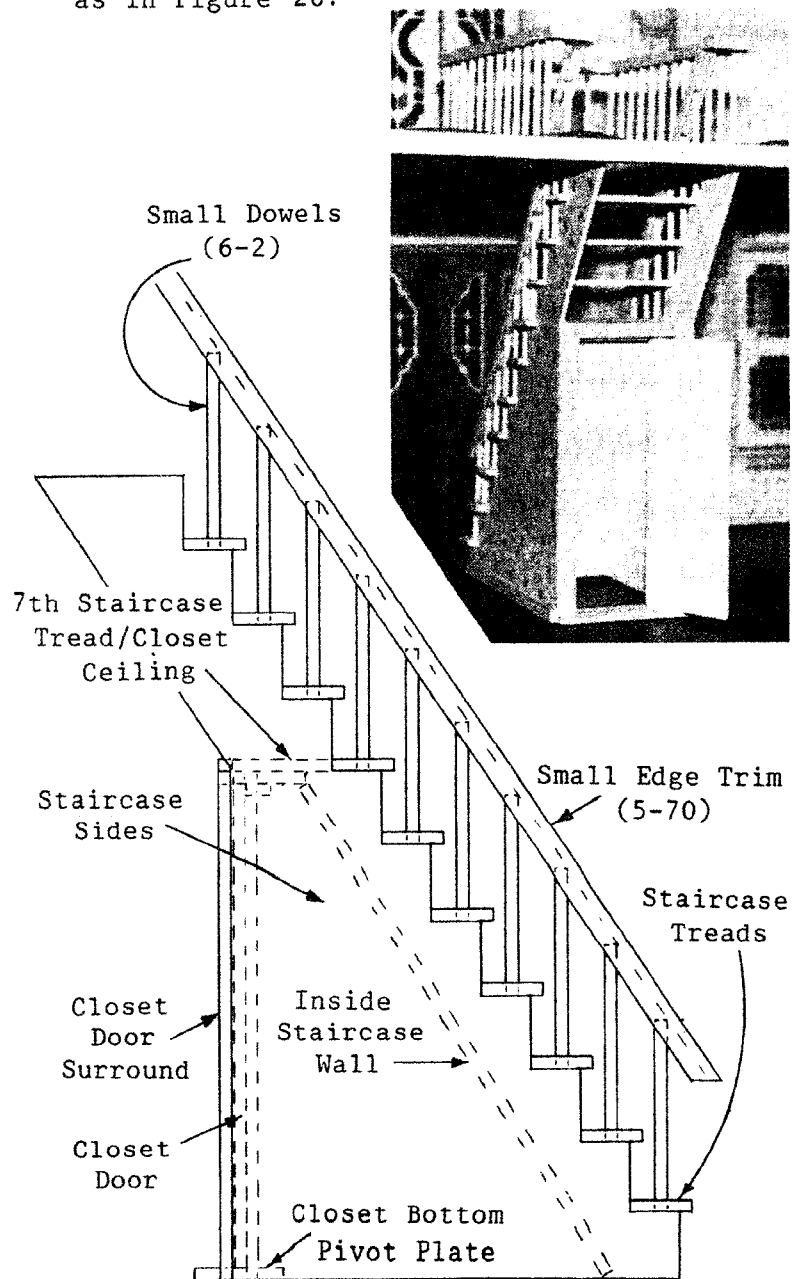 as in Figure 20.
Small Dowels
(6-2)
7th Staircase
Tread/Closet
Ceiling
Small Edge Trim
(5-70)
Staircase
Sides
Staircase
Treads
Closet
Door
Surround
Inside
Staircase
Wall
Closet
Door
Closet Bottom
Pivot Plate